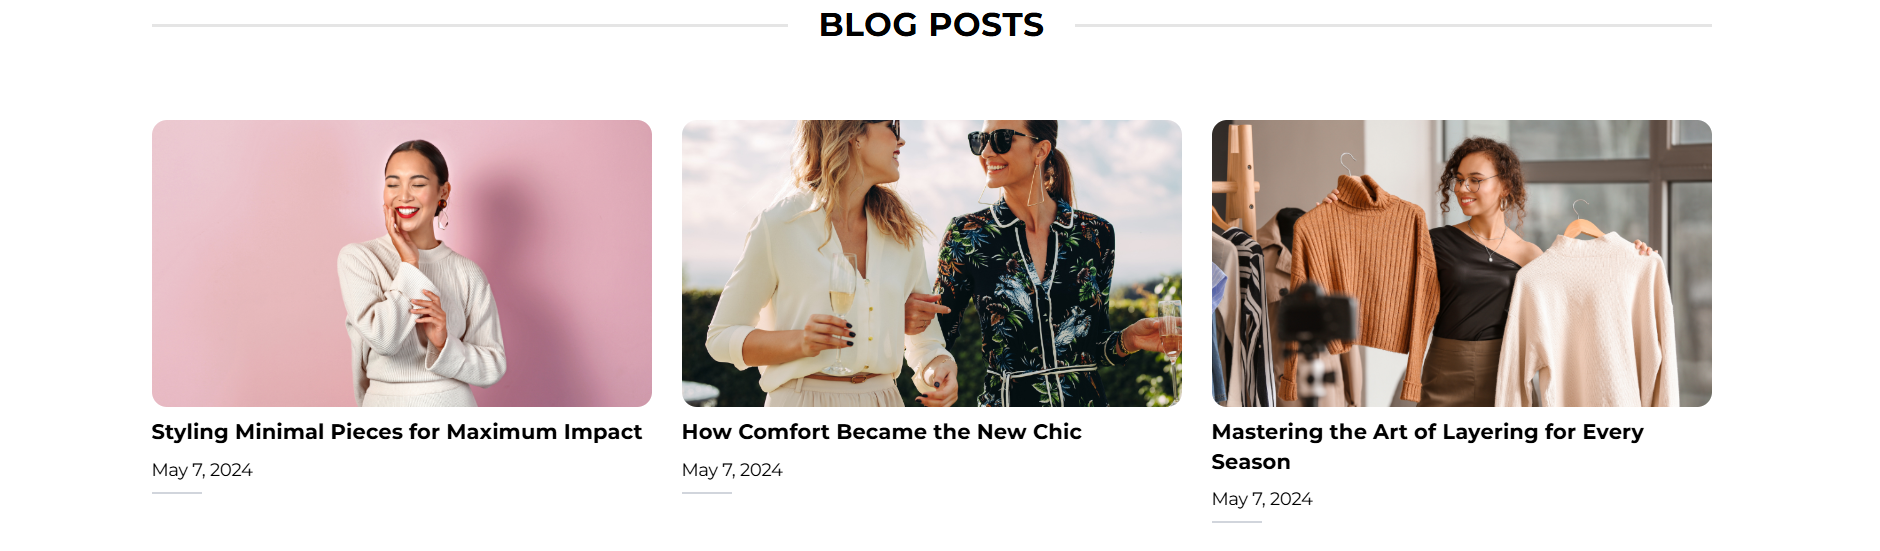 BLOG POSTS
Styling Minimal Pieces for Maximum Impact
May 7, 2024
How Comfort Became the New Chic
May 7, 2024
Mastering the Art of Layering for Every
Season
May 7, 2024